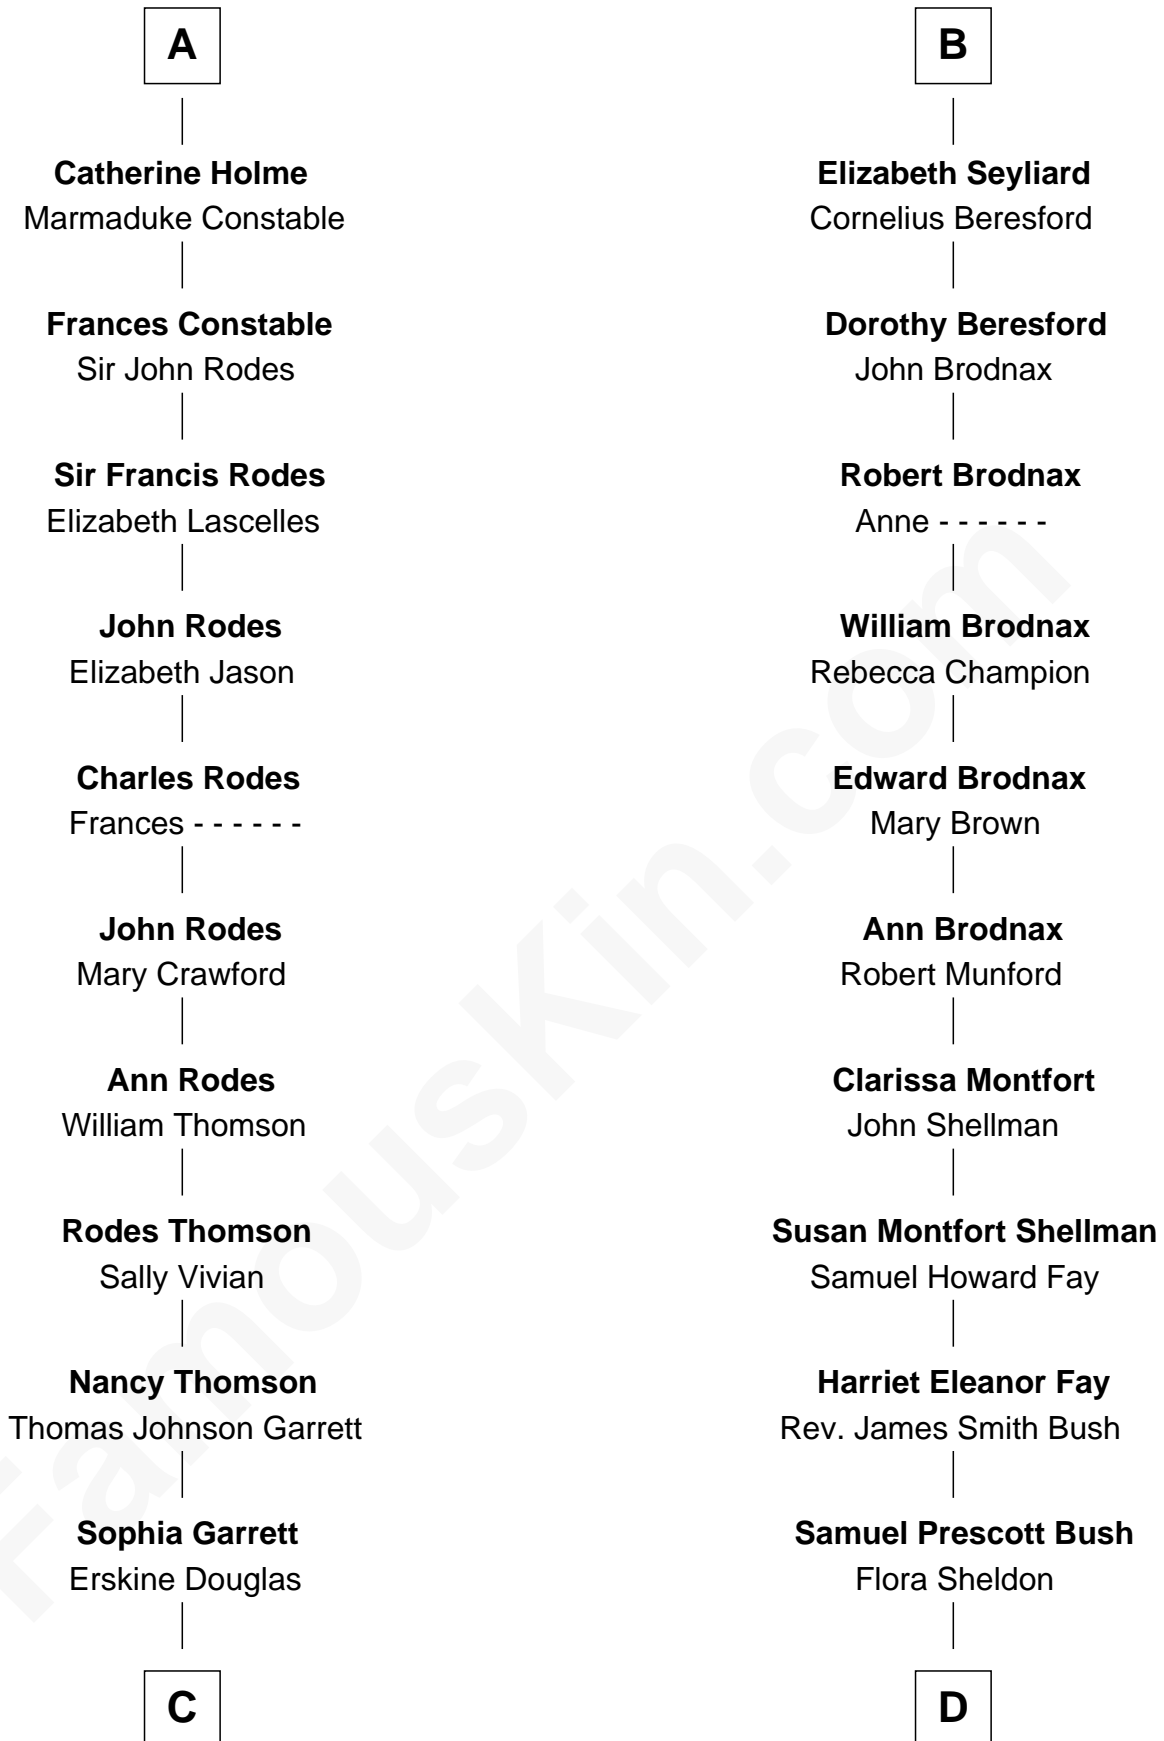 A
Catherine Holme
Marmaduke Constable
Frances Constable
Sir John Rodes
Sir Francis Rodes
Elizabeth Lascelles
John Rodes
Elizabeth Jason
Charles Rodes
Frances - - - - - -
John Rodes
Mary Crawford
Ann Rodes
William Thomson
Rodes Thomson
Sally Vivian
Nancy Thomson
Thomas Johnson Garrett
Sophia Garrett
Erskine Douglas
C
B
Elizabeth Seyliard
Cornelius Beresford
Dorothy Beresford
John Brodnax
Robert Brodnax
Anne - - - - - -
William Brodnax
Rebecca Champion
Edward Brodnax
Mary Brown
Ann Brodnax
Robert Munford
Clarissa Montfort
John Shellman
Susan Montfort Shellman
Samuel Howard Fay
Harriet Eleanor Fay
Rev. James Smith Bush
Samuel Prescott Bush
Flora Sheldon
D
FamousKin.com